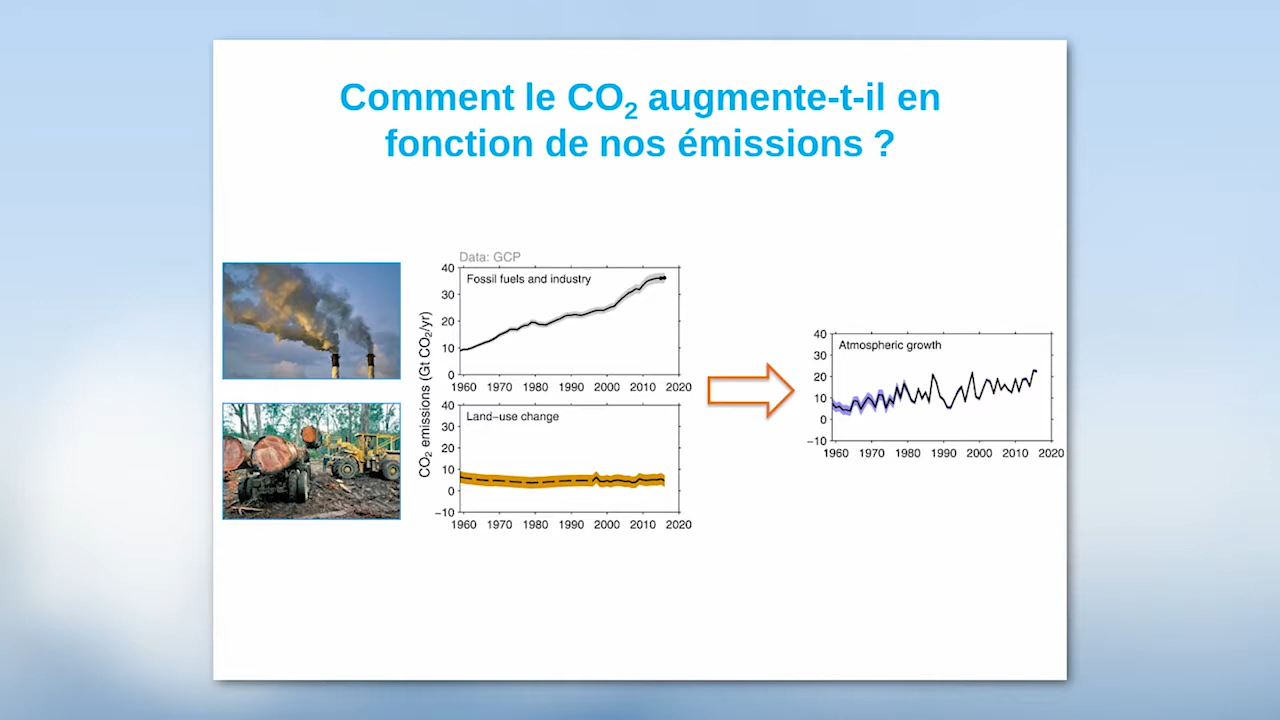 Comment le CO2 augmente-t-il en
fonction de nos émissions ?
Data: GCP
CO2 emissions (Gt CO2/yr)
Fossil fuels and industry
40
30
20
10
0
1960 1970 1980 1990 2000 2010 2020
Land-use change
40
30
20
10
0
−10
1960 1970 1980 1990 2000 2010 2020
Atmospheric growth
40
30
20
10
0
−10
1960 1970 1980 1990 2000 2010 2020